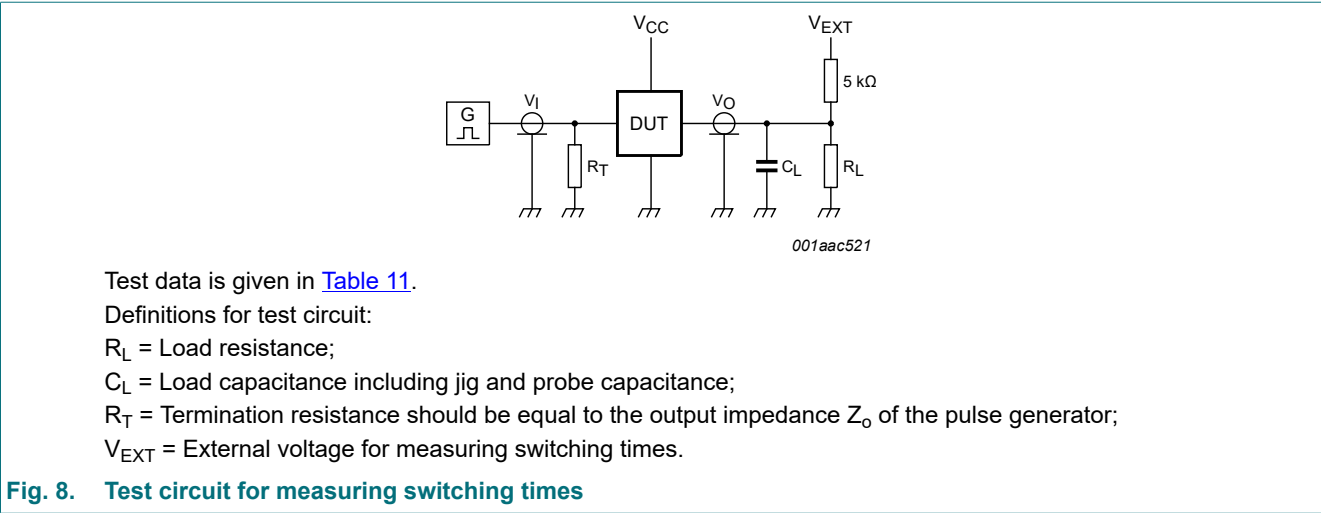 VCC
VEXT
5 kΩ
G
VI
DUT
VO
RT
CL
RL
001aac521
Test data is given in Table 11.
Definitions for test circuit:
RL = Load resistance;
CL = Load capacitance including jig and probe capacitance;
RT = Termination resistance should be equal to the output impedance Zo of the pulse generator;
VEXT = External voltage for measuring switching times.
Fig. 8. Test circuit for measuring switching times